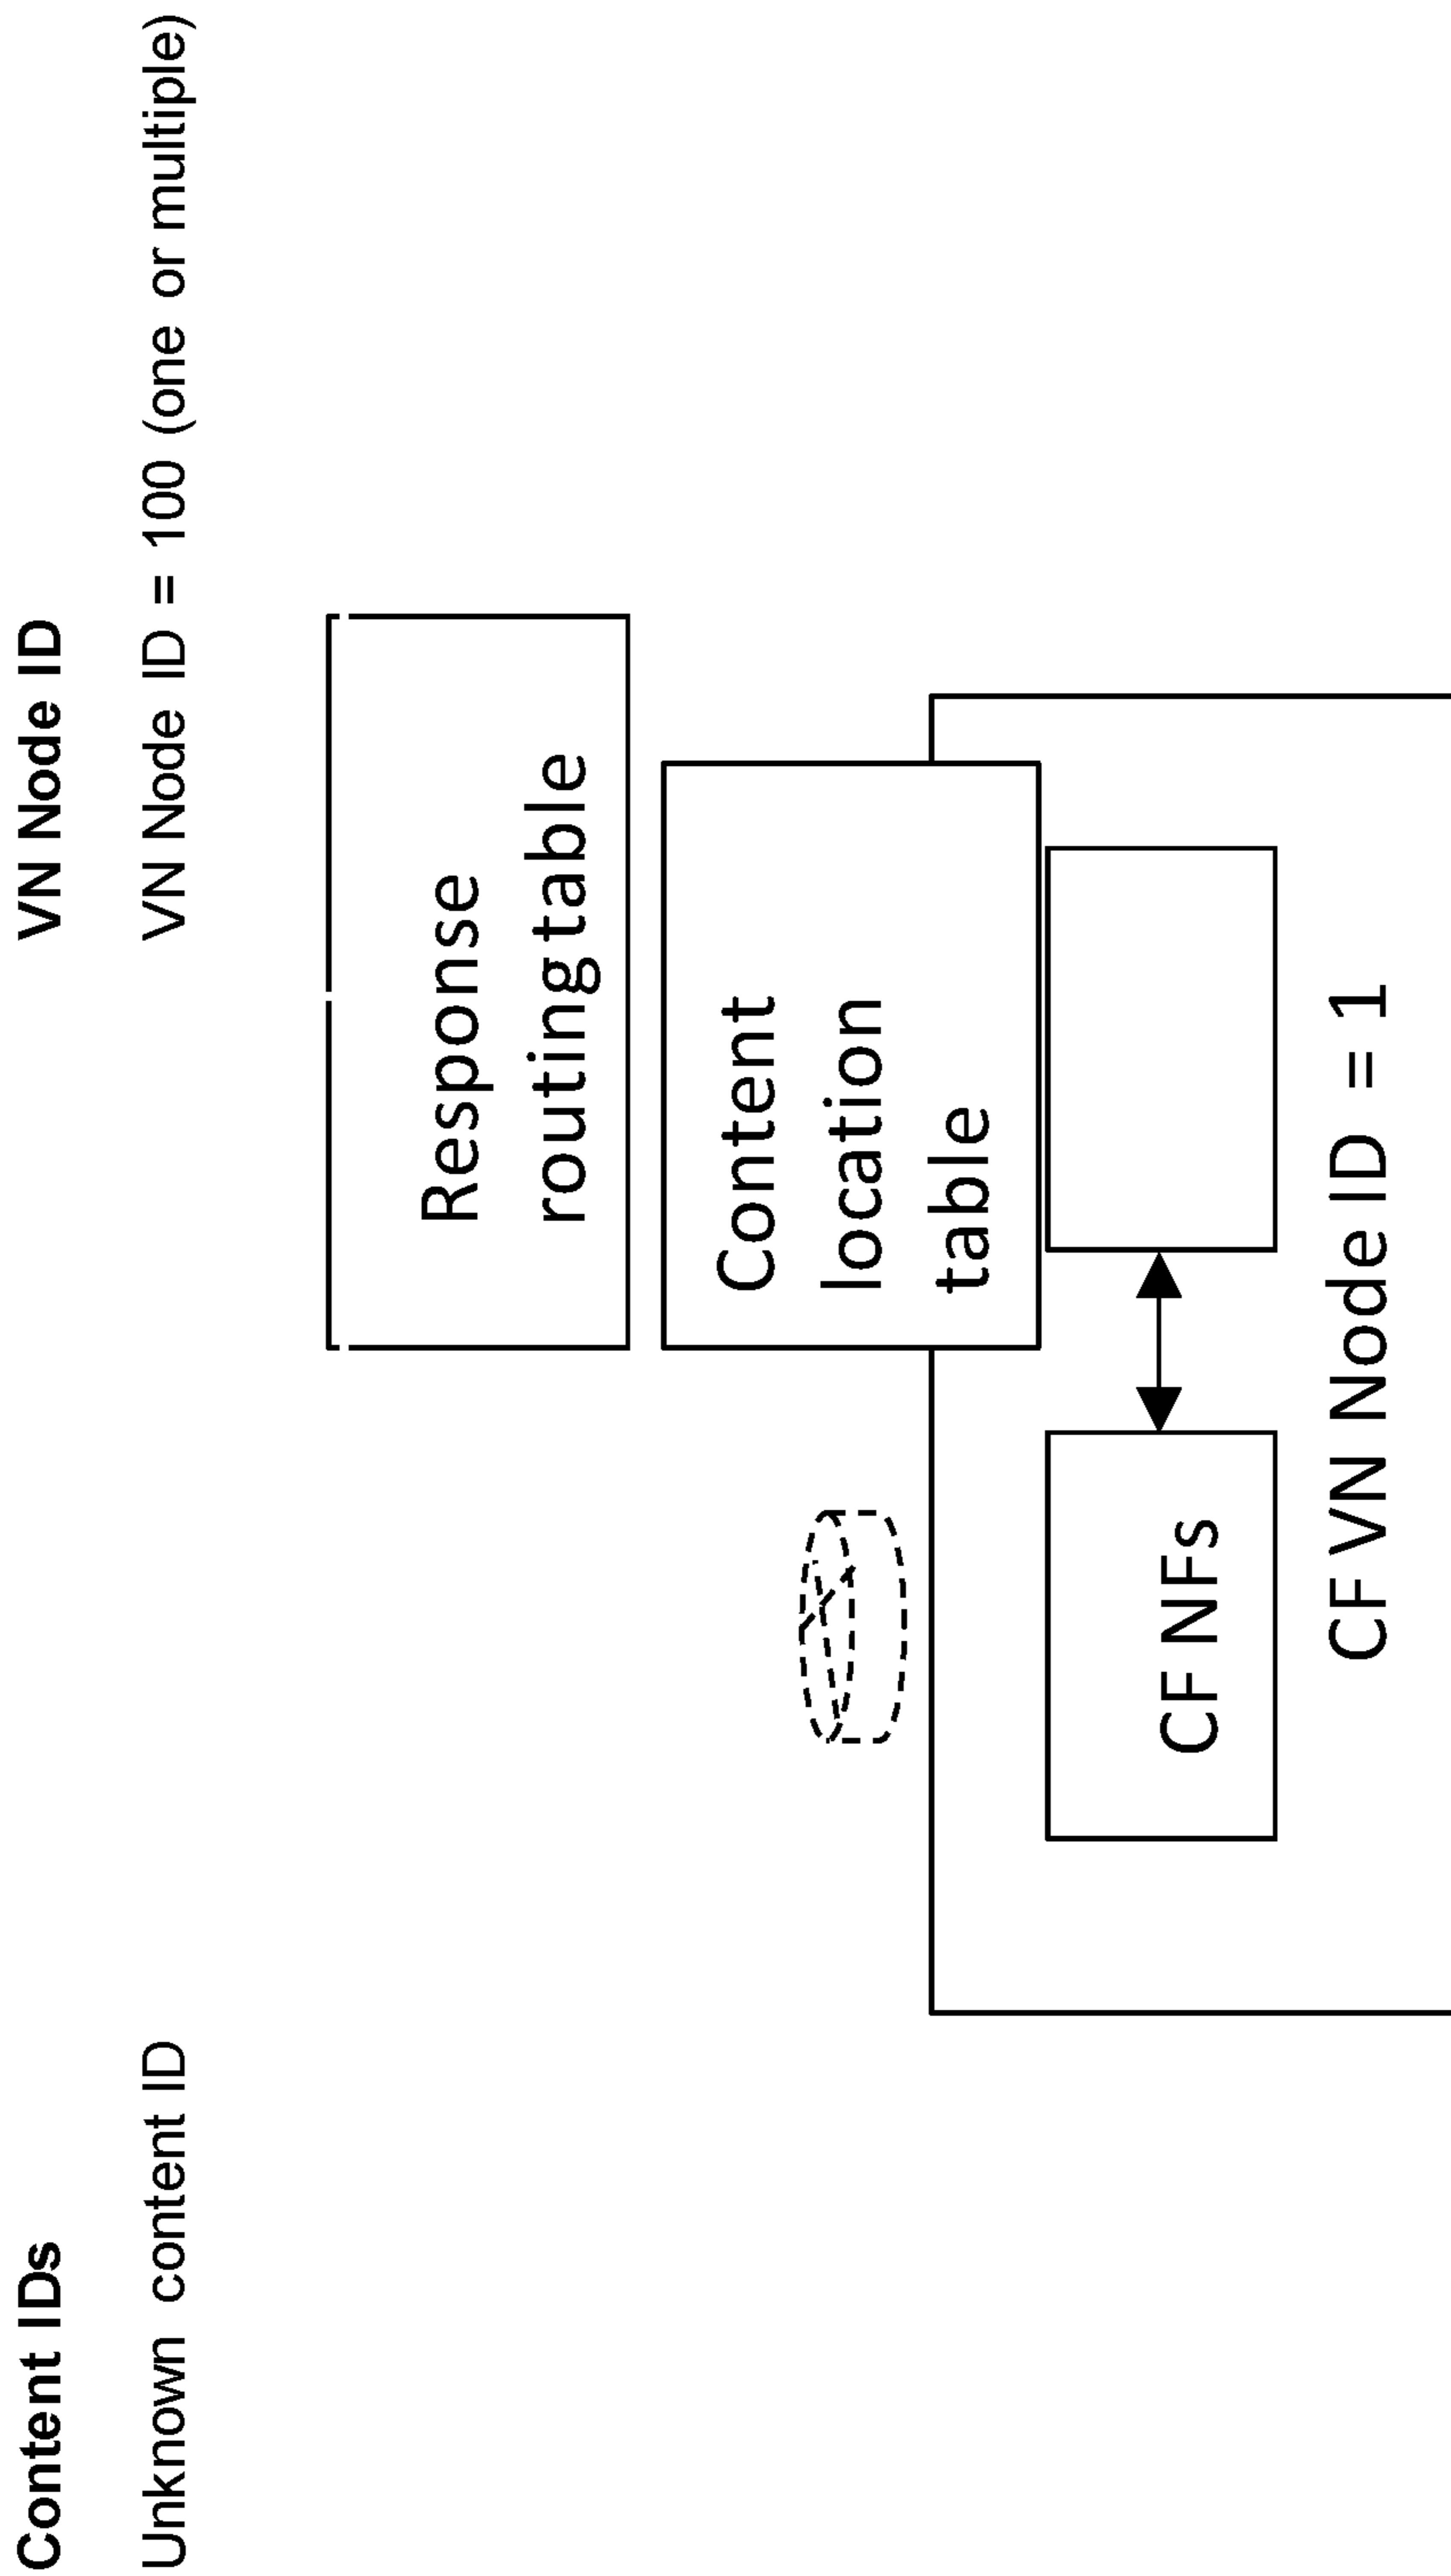 Content IDs
VN Node ID
Unknown content ID
VN Node ID = 100 (one or multiple)
Response
routing table
Content
location
table
CF NFs
CF VN Node ID = 1